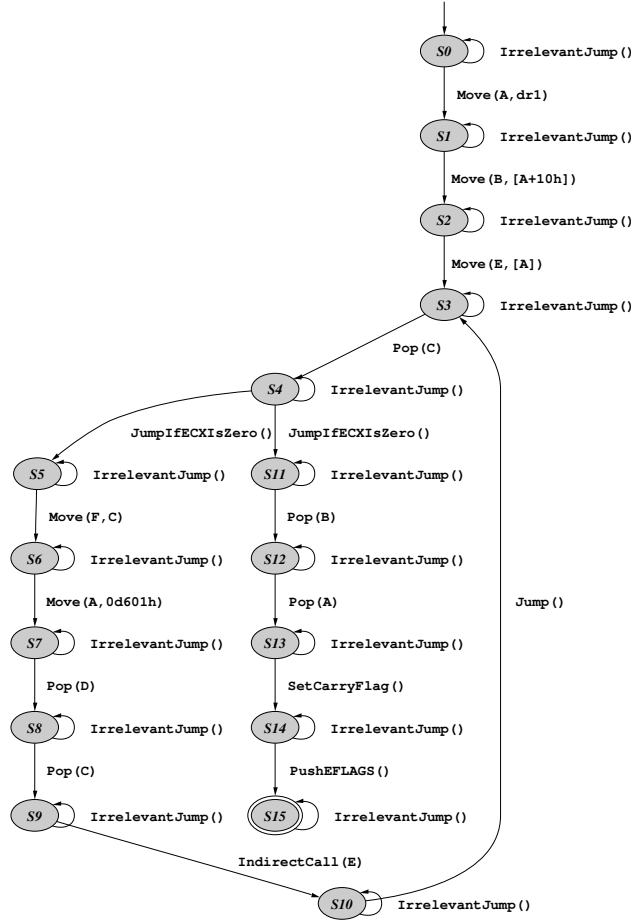 S0 IrrelevantJump()
Move(A,dr1)
S1 IrrelevantJump()
Move(B,[A+10h])
S2 IrrelevantJump()
Move(E,[A])
S3 IrrelevantJump()
Pop(C)
S4 IrrelevantJump()
JumpIfECXIsZero() JumpIfECXIsZero()
S5 IrrelevantJump() S11 IrrelevantJump()
Move(F,C) Pop(B)
S6 IrrelevantJump() S12 IrrelevantJump()
Move(A,0d601h) Pop(A) Jump()
S7 IrrelevantJump() S13 IrrelevantJump()
Pop(D) SetCarryFlag()
S8 IrrelevantJump() S14 IrrelevantJump()
Pop(C) PushEFLAGS()
S9 IrrelevantJump() S15 IrrelevantJump()
IndirectCall(E)
S10 IrrelevantJump()